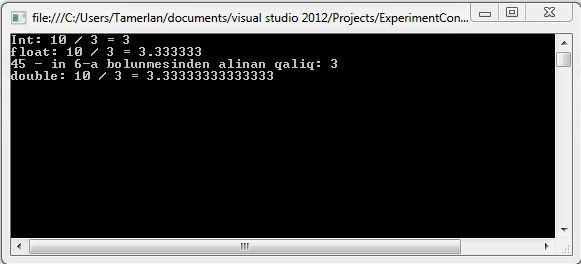 file:///C:/Users/Tamerlan/documents/visual studio 2012/Projects/ExperimentCon...
Int: 10 / 3 = 3
float: 10 / 3 = 3.333333
45 - in 6-a bolunmesinden alinan qaliq: 3
double: 10 / 3 = 3.33333333333333